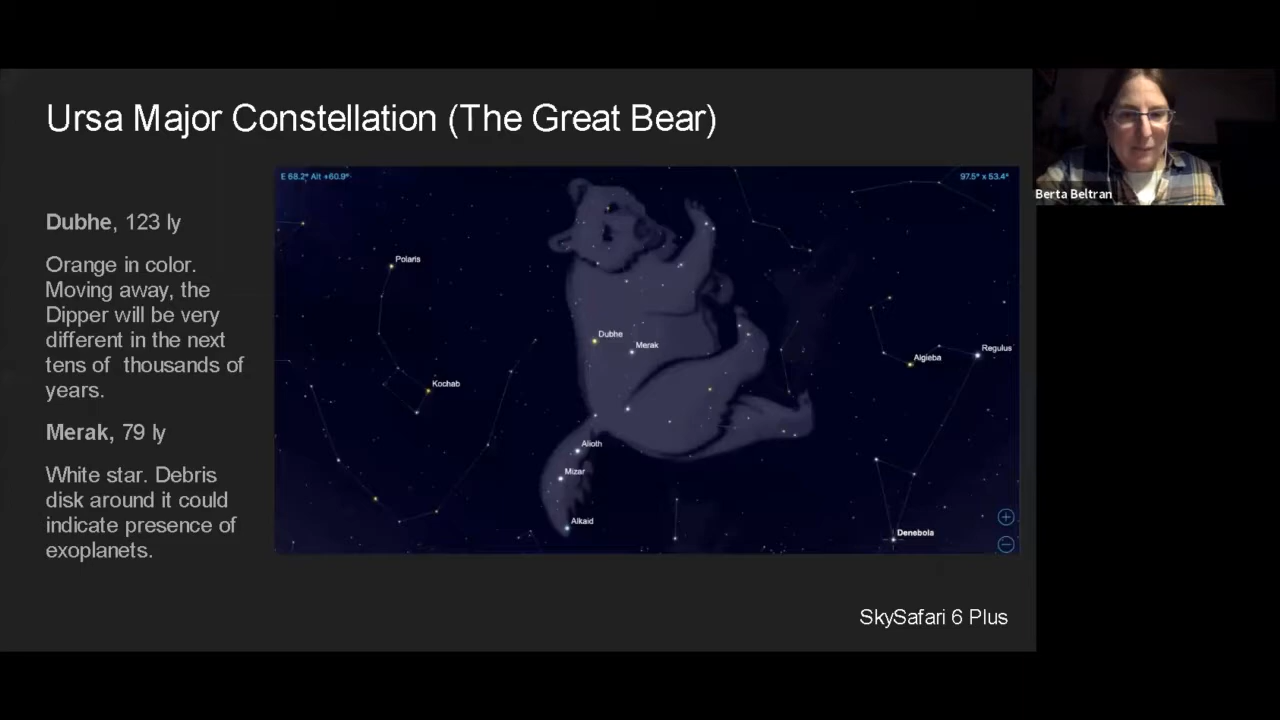 Ursa Major Constellation (The Great Bear)
E 68.2° Alt +60.9°
97.5° x 53.4°
Berta Beltran
Dubhe, 123 ly
Orange in color.
Moving away, the
Dipper will be very
different in the next
tens of thousands of
years.
Merak, 79 ly
White star. Debris
disk around it could
indicate presence of
exoplanets.
Polaris
Dubhe
Merak
Kochab
Algieba
Regulus
Alioth
Mizar
Alkaid
Denebola
SkySafari 6 Plus